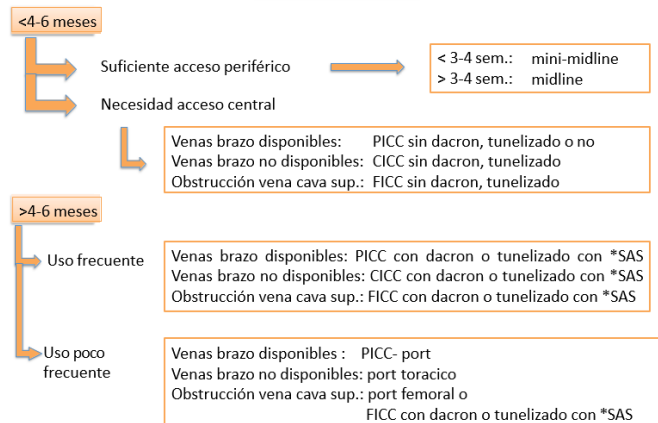 <4-6 meses
Suficiente acceso periférico
< 3-4 sem.: mini-midline
> 3-4 sem.: midline
Necesidad acceso central
Venas brazo disponibles: PICC sin dacron, tunelizado o no
Venas brazo no disponibles: CICC sin dacron, tunelizado
Obstrucción vena cava sup.: FICC sin dacron, tunelizado
>4-6 meses
Uso frecuente
Venas brazo disponibles: PICC con dacron o tunelizado con *SAS
Venas brazo no disponibles: CICC con dacron o tunelizado con *SAS
Obstrucción vena cava sup.: FICC con dacron o tunelizado con *SAS
Uso poco
frecuente
Venas brazo disponibles : PICC- port
Venas brazo no disponibles: port toracico
Obstrucción vena cava sup.: port femoral o
FICC con dacron o tunelizado con *SAS